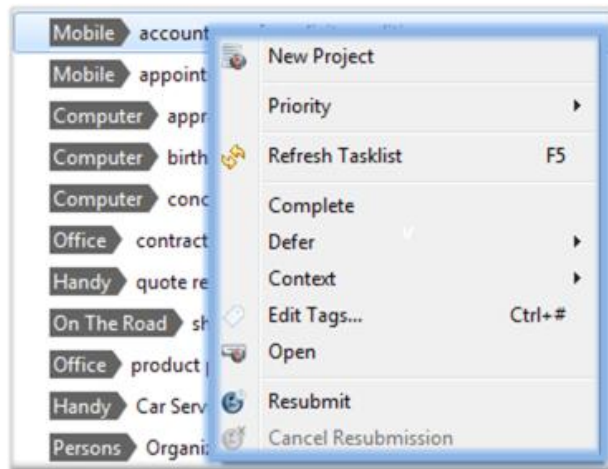 Mobile account
New Project
Mobile appoint
Priority
Computer appr
Computer birth
Refresh Tasklist F5
Computer conc
Complete
Office contract
Defer
Handy quote re
Context
On The Road sh
Edit Tags... Ctrl+#
Office product
Open
Handy Car Serv
Resubmit
Persons Organi
Cancel Resubmission